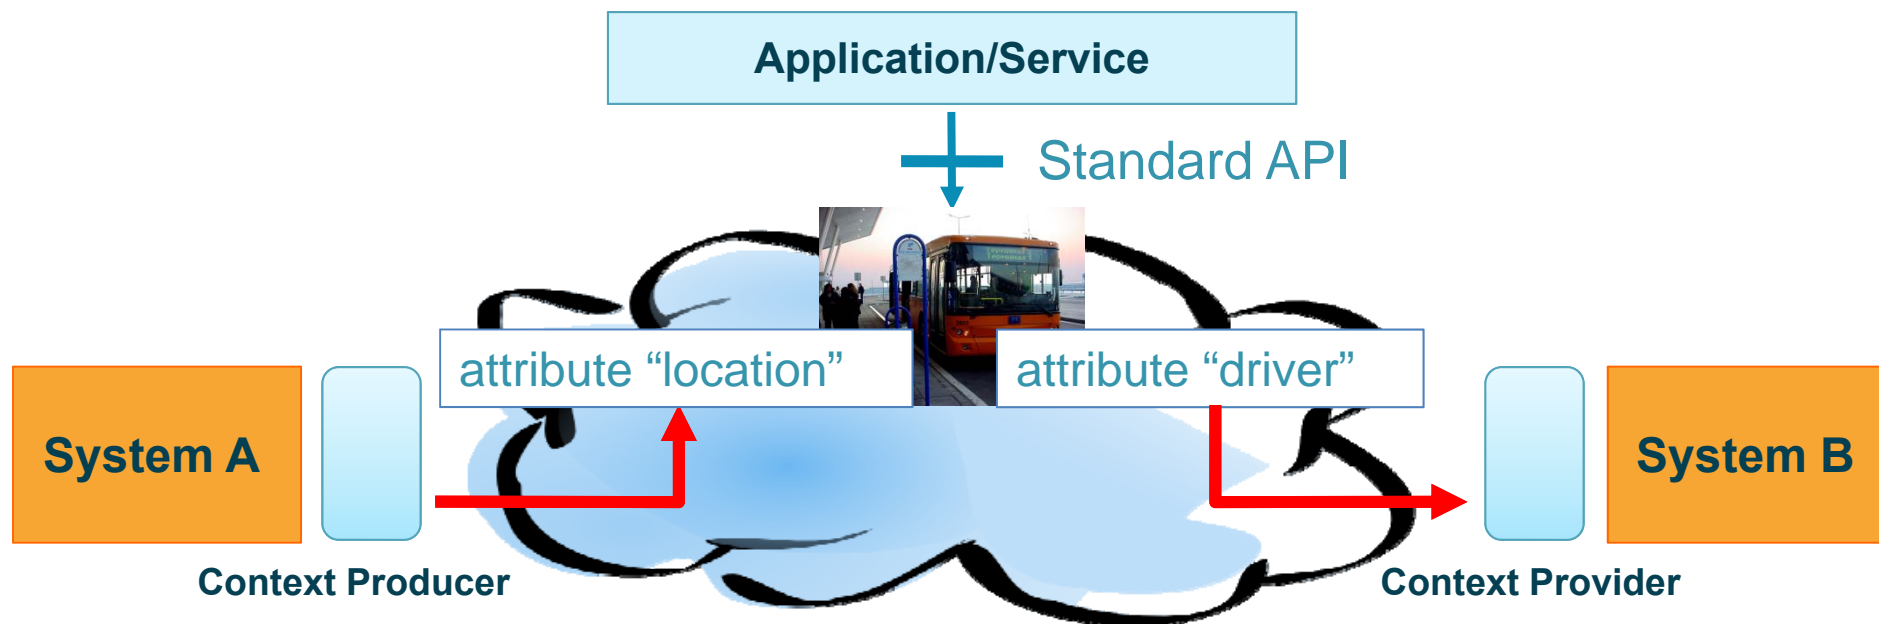 Application/Service
Standard API
attribute “location”
attribute “driver”
System A
System B
Context Producer
Context Provider